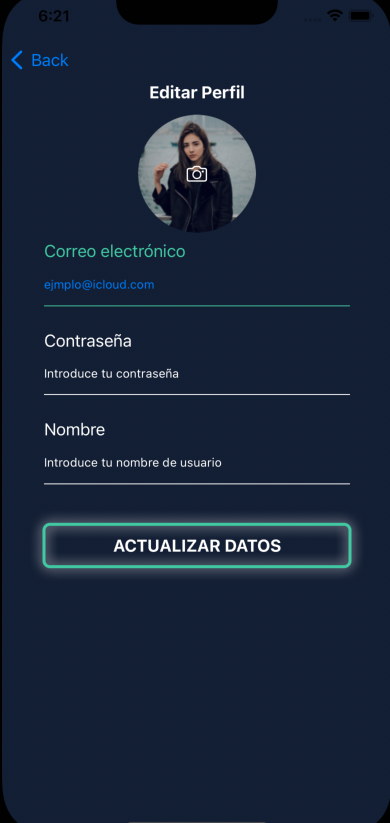 6:21
Back
Editar Perfil
Correo electrónico
ejmplo@icloud.com
Contraseña
Introduce tu contraseña
Nombre
Introduce tu nombre de usuario
ACTUALIZAR DATOS